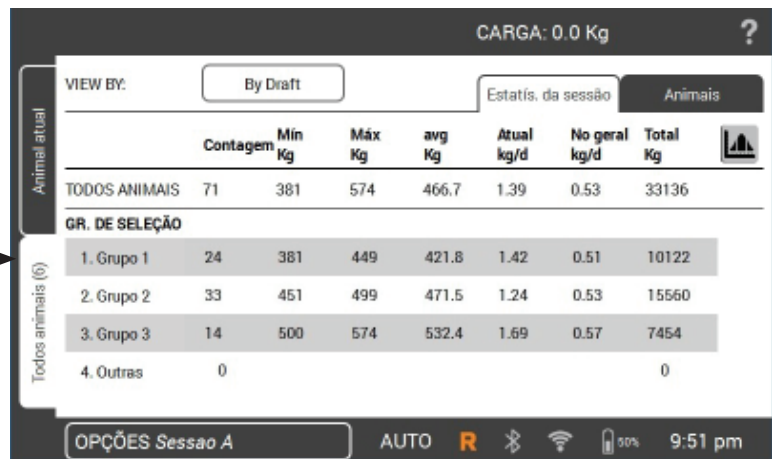 CARGA: 0.0 Kg ?
Animal atual
Todos animais (6)
VIEW BY: By Draft Estatís. da sessão Animais
Contagem Mín Kg Máx Kg avg Kg Atual kg/d No geral kg/d Total Kg
TODOS ANIMAIS 71 381 574 466.7 1.39 0.53 33136
GR. DE SELEÇÃO
1. Grupo 1 24 381 449 421.8 1.42 0.51 10122
2. Grupo 2 33 451 499 471.5 1.24 0.53 15560
3. Grupo 3 14 500 574 532.4 1.69 0.57 7454
4. Outras 0 0
OPÇÕES Sessao A AUTO R 50% 9:51 pm